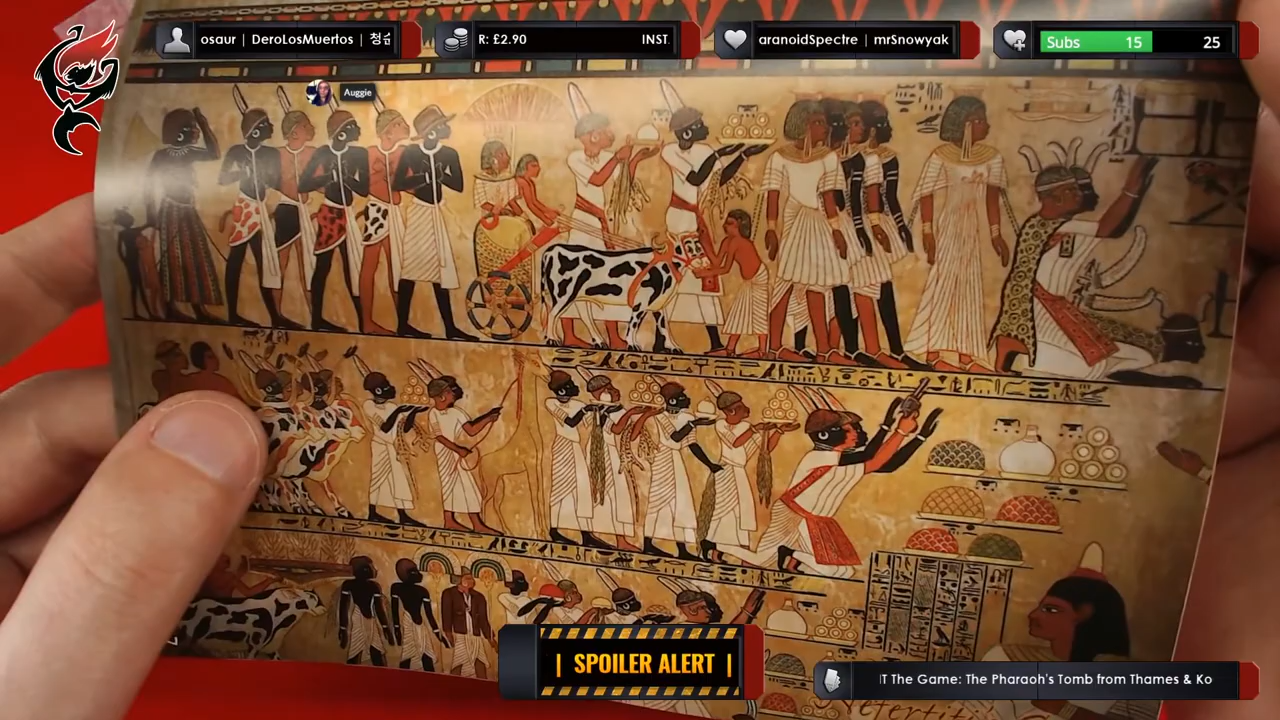 osaur | DeroLosMuertos | 청
R: £2.90 INST.
aranoidSpectre | mrSnowyak
Subs 15 25
Auggie
| SPOILER ALERT |
IT The Game: The Pharaoh's Tomb from Thames & Ko
Nefertiti